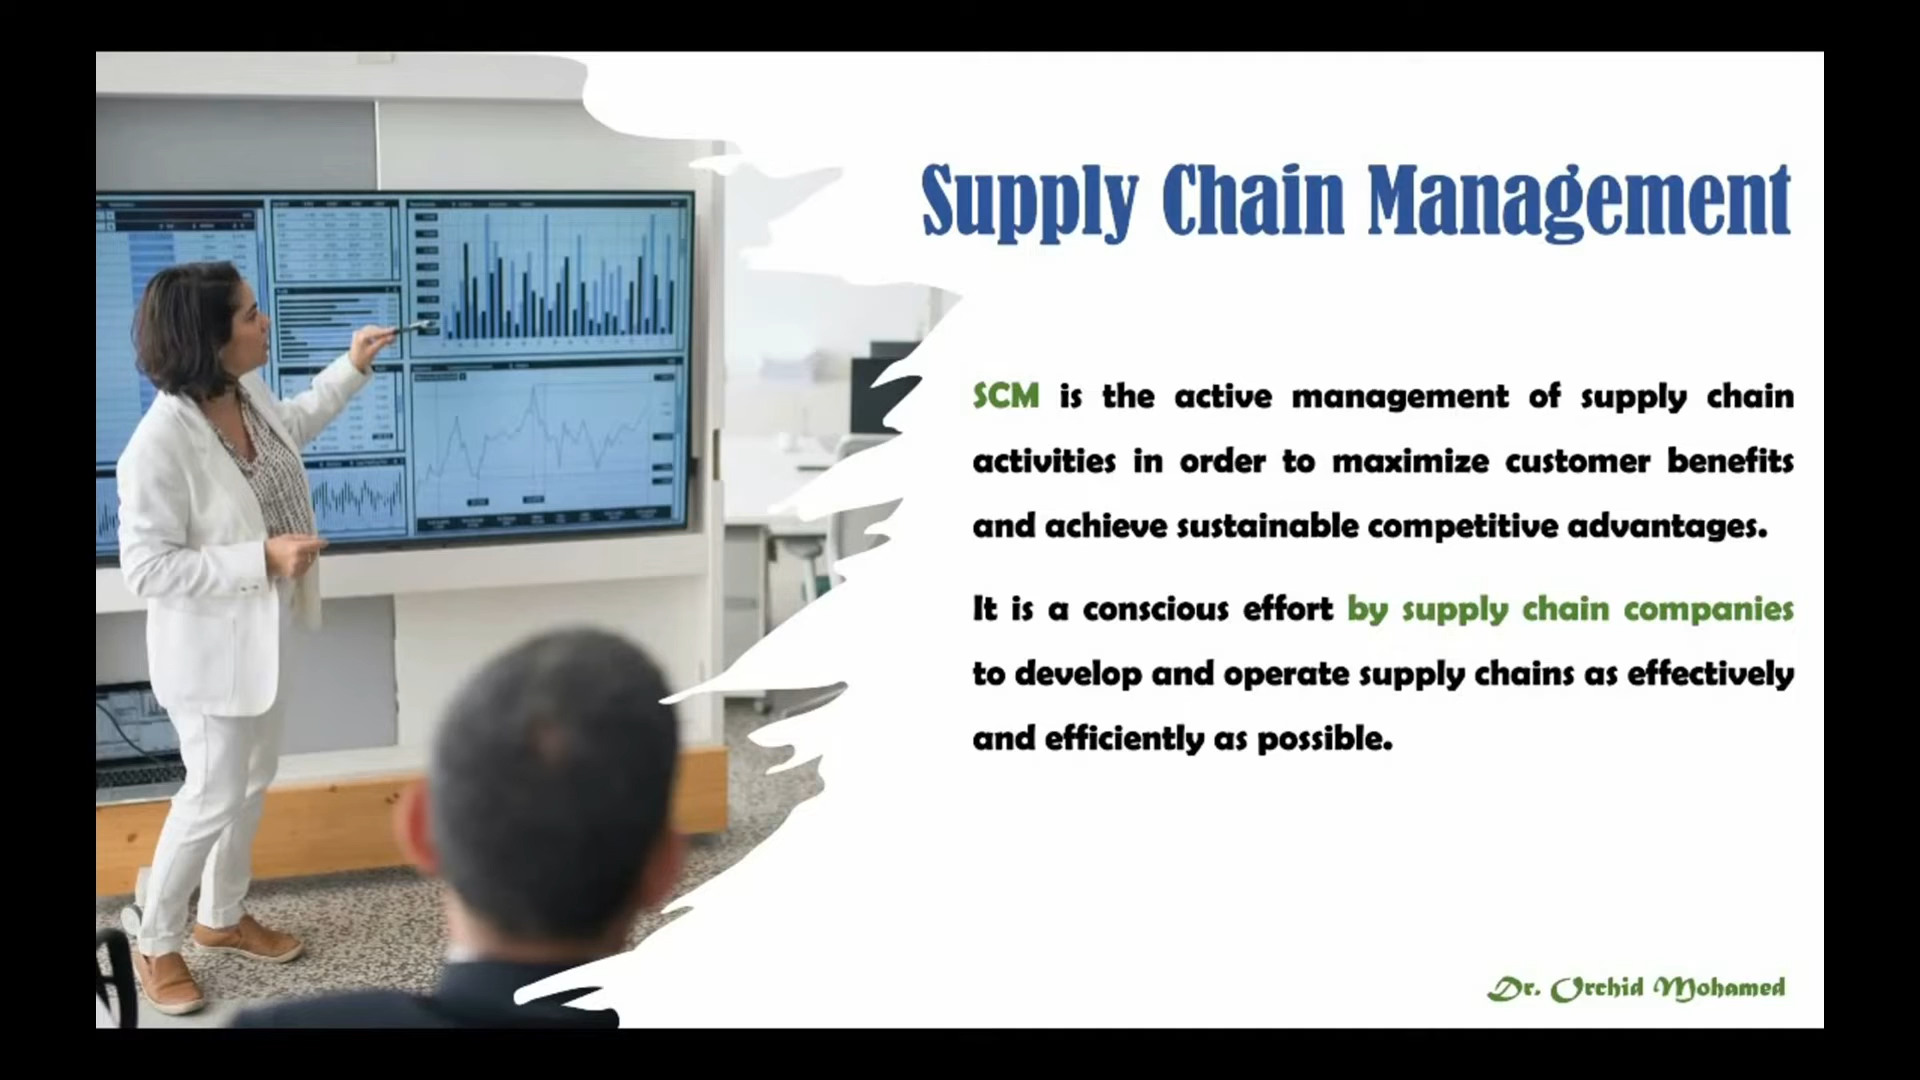 Supply Chain Management
SCM is the active management of supply chain
activities in order to maximize customer benefits
and achieve sustainable competitive advantages.
It is a conscious effort by supply chain companies
to develop and operate supply chains as effectively
and efficiently as possible.
Dr. Orchid Mohamed